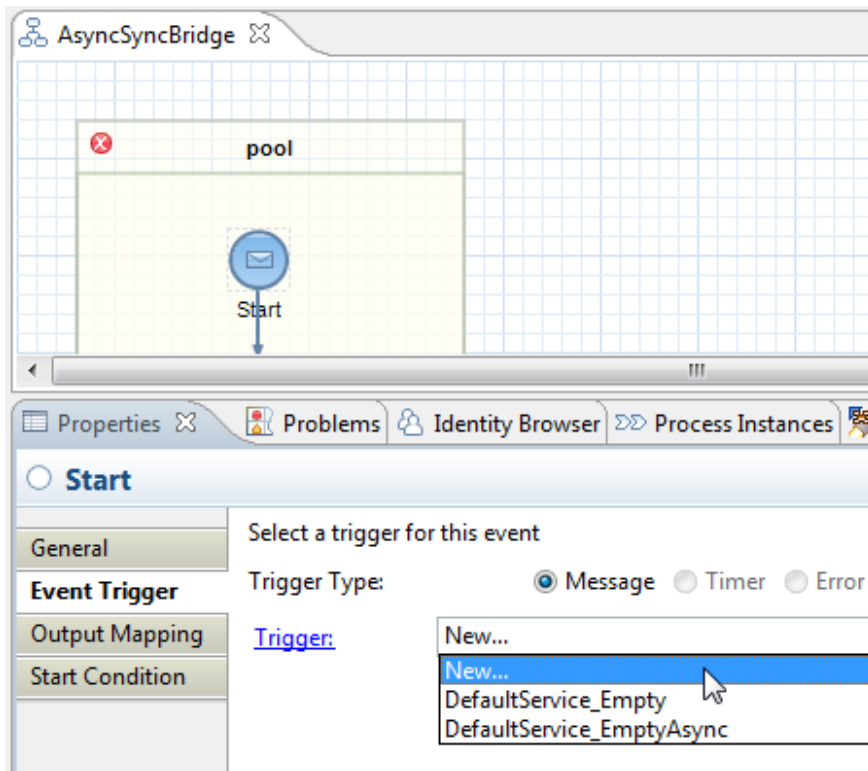 AsyncSyncBridge
pool
Start
Properties Problems Identity Browser Process Instances
Start
General
Event Trigger
Output Mapping
Start Condition
Select a trigger for this event
Trigger Type: Message Timer Error
Trigger: New...
New...
DefaultService_Empty
DefaultService_EmptyAsync